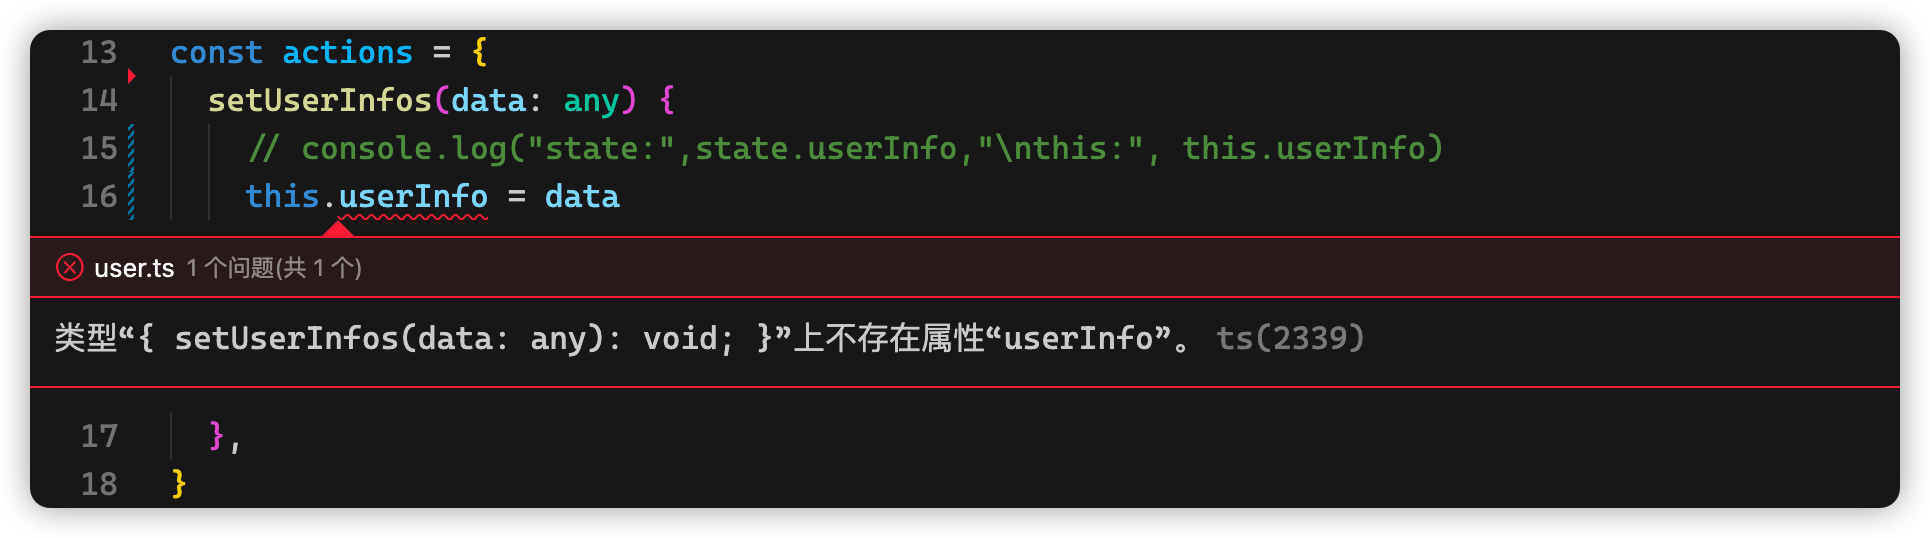 13 const actions = {
14 setUserInfos(data: any) {
15 // console.log("state:",state.userInfo,"\nthis:", this.userInfo)
16 this.userInfo = data
user.ts 1 个问题(共 1 个)
类型“{ setUserInfos(data: any): void; }”上不存在属性“userInfo”。 ts(2339)
17 },
18 }